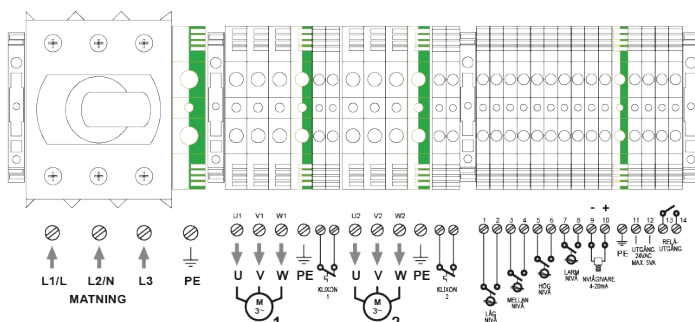 U1 V1 W1 U2 V2 W2
1 2 3 4 5 6 7 8 9 10 11 12 13 14
- +
L1/L L2/N L3 PE
MATNING
U V W PE
KLIXON
1
M
3~
1
U V W PE
KLIXON
2
M
3~
2
LÅG
NIVÅ
MELLAN
NIVÅ
HÖG
NIVÅ
LARM
NIVÅ
NIVÅGIVARE
4-20mA
PE
UTGÅNG
24VAC
MAX. 5VA
RELÄ-
UTGÅNG